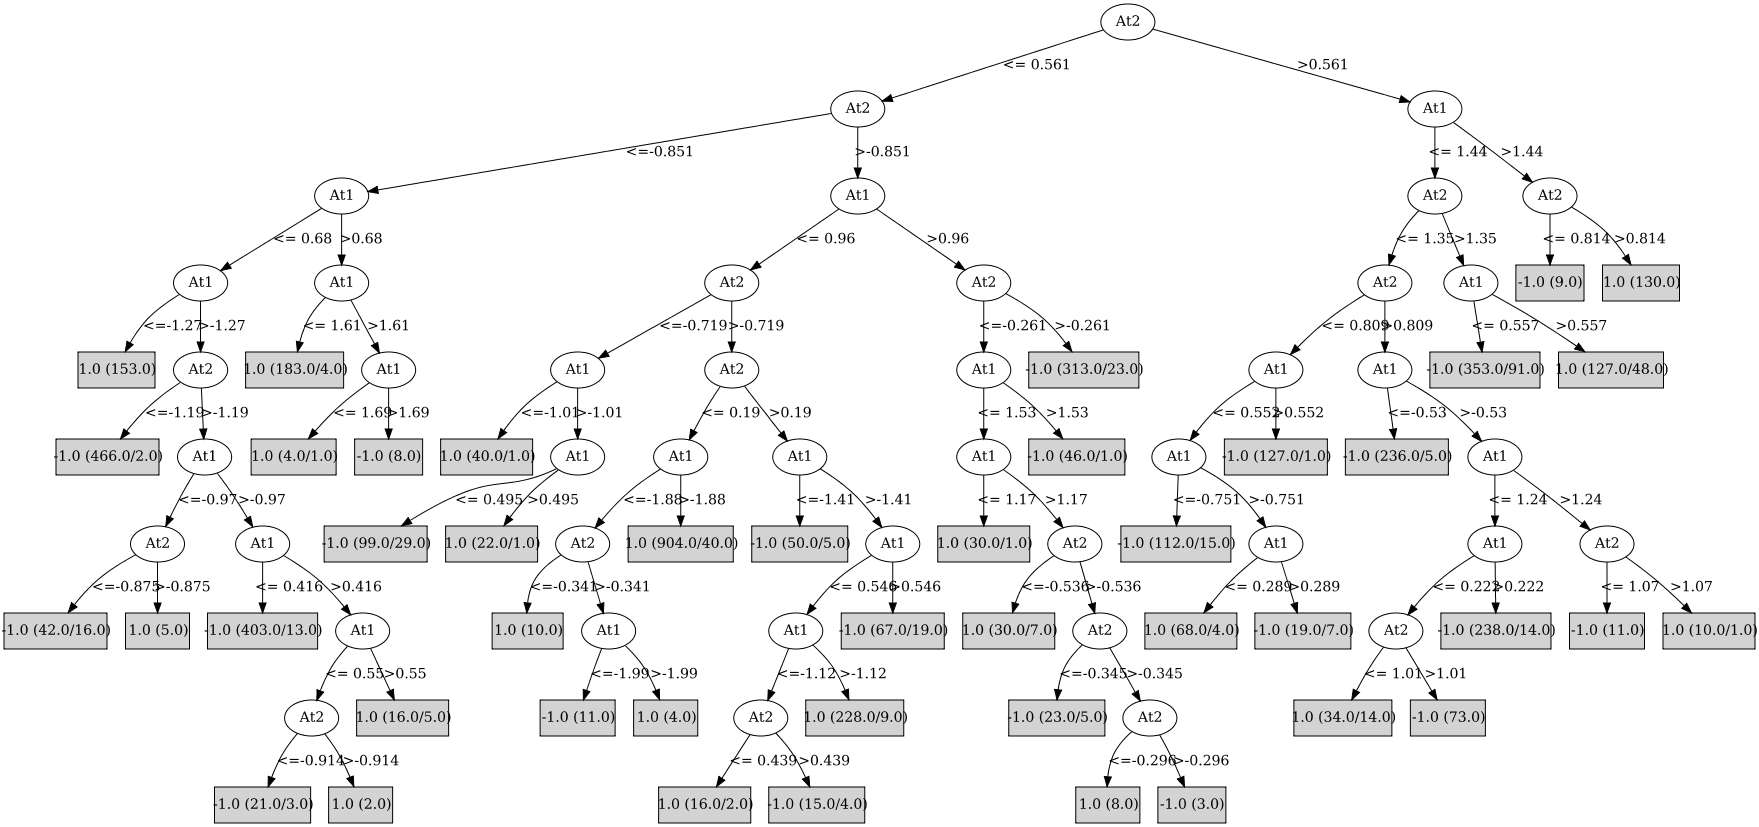 At2
<= 0.561 >0.561
At2 At1
<=-0.851 >-0.851 <= 1.44 >1.44
At1 At1 At2 At2
<= 0.68 >0.68 <= 0.96 >0.96 <= 1.35 >1.35 <= 0.814 >0.814
At1 At1 At2 At2 At2 At1 -1.0 (9.0) 1.0 (130.0)
<=-1.27 >-1.27 <= 1.61 >1.61 <=-0.719 >-0.719 <=-0.261 >-0.261 <= 0.809 >0.809 <= 0.557 >0.557
1.0 (153.0) At2 1.0 (183.0/4.0) At1 At1 At2 At1 -1.0 (313.0/23.0) At1 At1 -1.0 (353.0/91.0) 1.0 (127.0/48.0)
<=-1.19 >-1.19 <= 1.69 >1.69 <=-1.01 >-1.01 <= 0.19 >0.19 <= 1.53 >1.53 <= 0.552 >0.552 <=-0.53 >-0.53
-1.0 (466.0/2.0) At1 1.0 (4.0/1.0) -1.0 (8.0) 1.0 (40.0/1.0) At1 At1 At1 At1 -1.0 (46.0/1.0) At1 -1.0 (127.0/1.0) -1.0 (236.0/5.0) At1
<=-0.97 >-0.97 <= 0.495 >0.495 <=-1.88 >-1.88 <=-1.41 >-1.41 <= 1.17 >1.17 <=-0.751 >-0.751 <= 1.24 >1.24
At2 At1 -1.0 (99.0/29.0) 1.0 (22.0/1.0) At2 1.0 (904.0/40.0) -1.0 (50.0/5.0) At1 1.0 (30.0/1.0) At2 -1.0 (112.0/15.0) At1 At1 At2
<=-0.875 >-0.875 <= 0.416 >0.416 <=-0.341 >-0.341 <= 0.546 >0.546 <=-0.536 >-0.536 <= 0.289 >0.289 <= 0.222 >0.222 <= 1.07 >1.07
-1.0 (42.0/16.0) 1.0 (5.0) -1.0 (403.0/13.0) At1 1.0 (10.0) At1 At1 -1.0 (67.0/19.0) 1.0 (30.0/7.0) At2 1.0 (68.0/4.0) -1.0 (19.0/7.0) At2 -1.0 (238.0/14.0) -1.0 (11.0) 1.0 (10.0/1.0)
<= 0.55 >0.55 <=-1.99 >-1.99 <=-1.12 >-1.12 <=-0.345 >-0.345 <= 1.01 >1.01
At2 1.0 (16.0/5.0) -1.0 (11.0) 1.0 (4.0) At2 1.0 (228.0/9.0) -1.0 (23.0/5.0) At2 1.0 (34.0/14.0) -1.0 (73.0)
<=-0.914 >-0.914 <= 0.439 >0.439 <=-0.296 >-0.296
-1.0 (21.0/3.0) 1.0 (2.0) 1.0 (16.0/2.0) -1.0 (15.0/4.0) 1.0 (8.0) -1.0 (3.0)